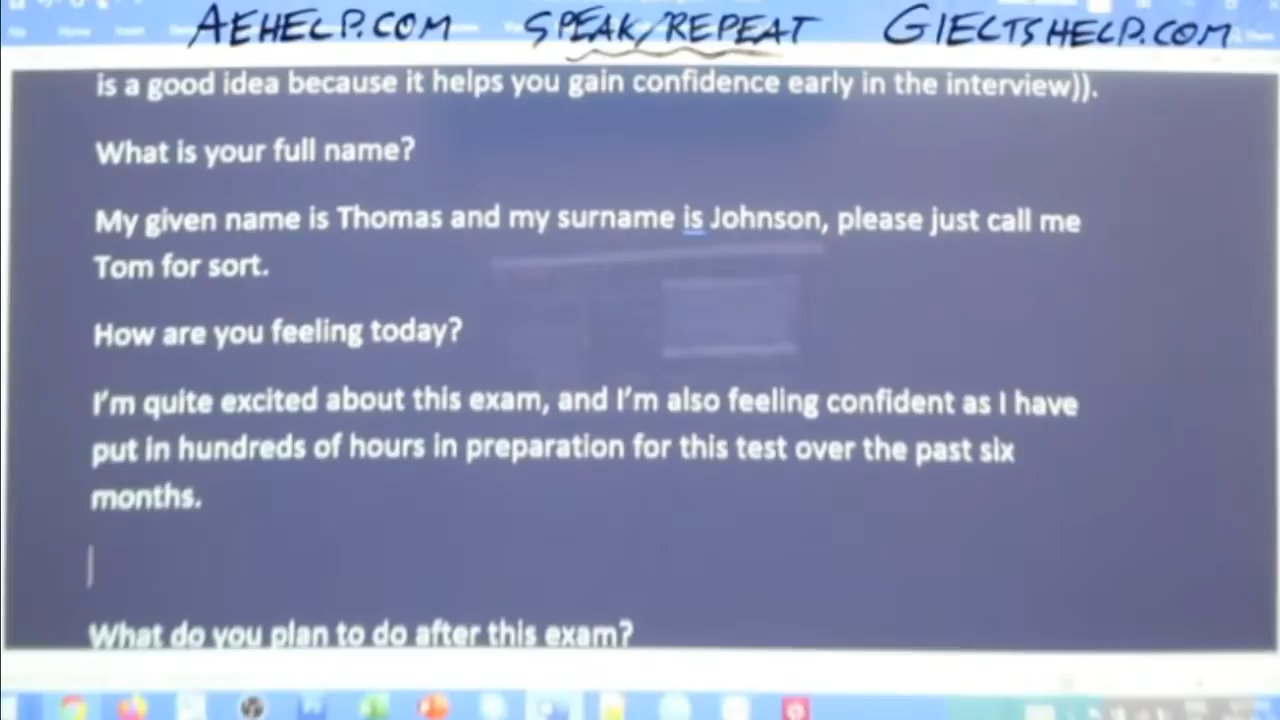 AEHELP.COM SPEAK/REPEAT GIELTSHELP.COM
is a good idea because it helps you gain confidence early in the interview)).
What is your full name?
My given name is Thomas and my surname is Johnson, please just call me
Tom for sort.
How are you feeling today?
I'm quite excited about this exam, and I'm also feeling confident as I have
put in hundreds of hours in preparation for this test over the past six
months.
What do you plan to do after this exam?